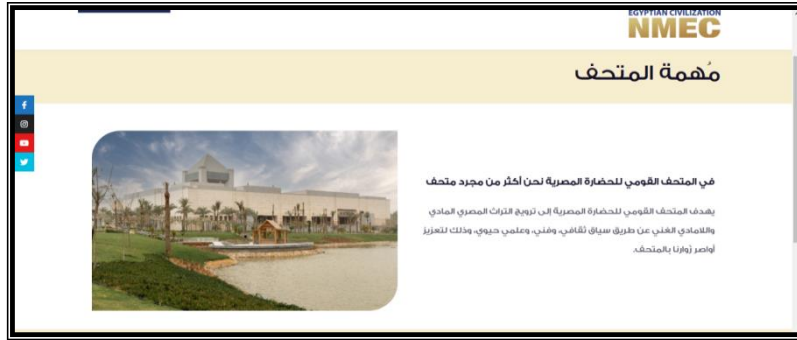 EGYPTIAN CIVILIZATION
NMEC
مُهمة المتحف
في المتحف القومي للحضارة المصرية نحن أكثر من مجرد متحف
يهدف المتحف القومي للحضارة المصرية إلى ترويج التراث المصري المادي
واللامادي الغني عن طريق سياق ثقافي، وفني، وعلمي حيوي، وذلك لتعزيز
أواصر زوارنا بالمتحف.